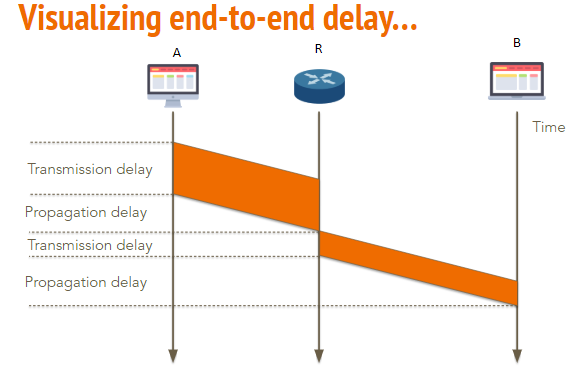 Visualizing end-to-end delay...
A
R
B
Time
Transmission delay
Propagation delay
Transmission delay
Propagation delay